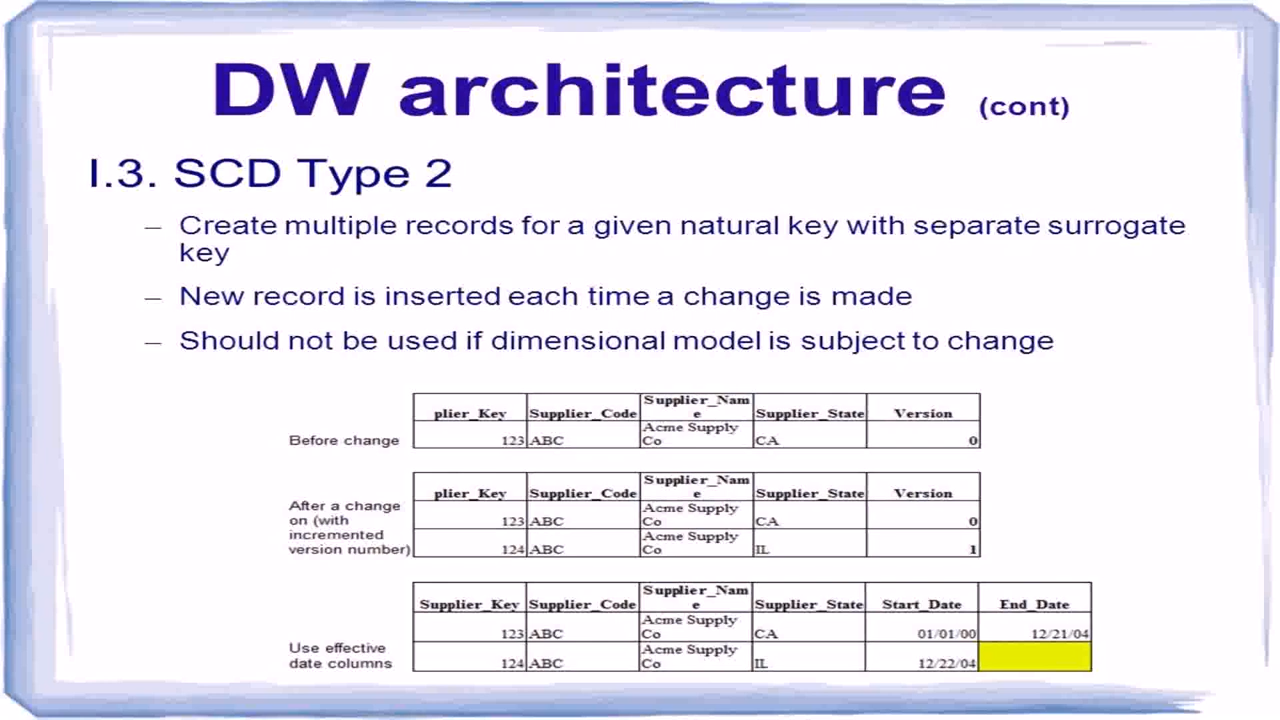 DW architecture (cont)
I.3. SCD Type 2
– Create multiple records for a given natural key with separate surrogate
key
– New record is inserted each time a change is made
– Should not be used if dimensional model is subject to change
plier_Key Supplier_Code Supplier_Nam
e Supplier_State Version
Before change 123 ABC Acme Supply
Co CA 0
plier_Key Supplier_Code Supplier_Nam
e Supplier_State Version
After a change
on (with
incremented
version number)
123 ABC Acme Supply
Co CA 0
124 ABC Acme Supply
Co IL 1
Supplier_Key Supplier_Code Supplier_Nam
e Supplier_State Start_Date End_Date
123 ABC Acme Supply
Co CA 01/01/00 12/21/04
Use effective
date columns
124 ABC Acme Supply
Co IL 12/22/04